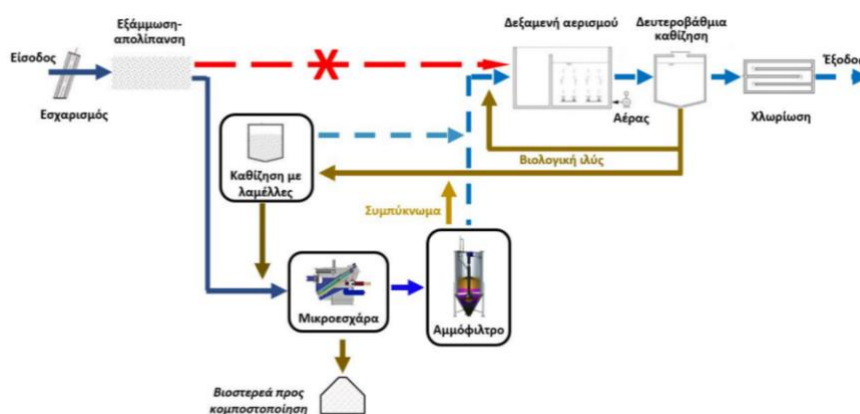 Εξάμμωση-
απολίπανση
Δεξαμενή αερισμού
Δευτεροβάθμια
καθίζηση
Είσοδος
Έξοδος
Εσχαρισμός
Αέρας
Χλωρίωση
Βιολογική ιλύς
Καθίζηση με
λαμέλλες
Συμπύκνωμα
Μικροεσχάρα
Αμμόφιλτρο
Βιοστερεά προς
κομποστοποίηση